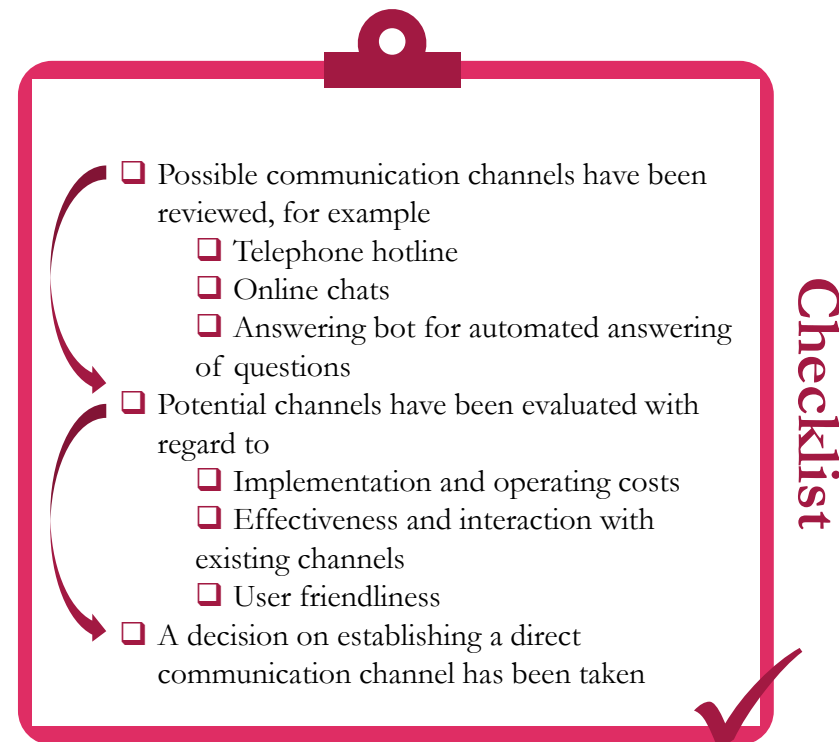 ❑ Possible communication channels have been
reviewed, for example
❑ Telephone hotline
❑ Online chats
❑ Answering bot for automated answering
of questions
❑ Potential channels have been evaluated with
regard to
❑ Implementation and operating costs
❑ Effectiveness and interaction with
existing channels
❑ User friendliness
❑ A decision on establishing a direct
communication channel has been taken
Checklist